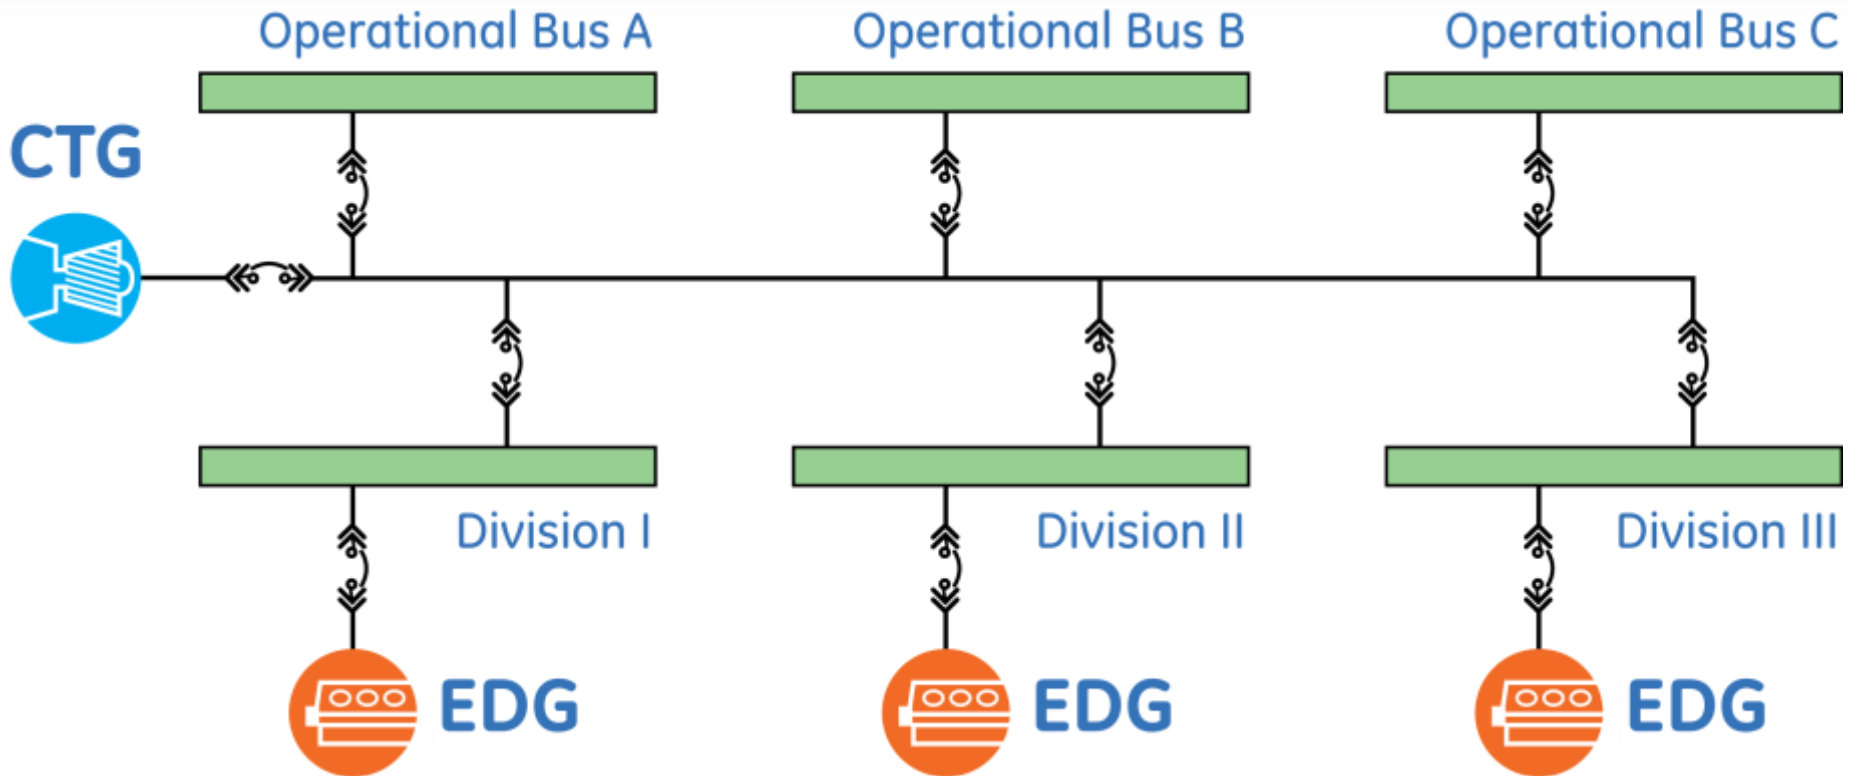 Operational Bus A
Operational Bus B
Operational Bus C
CTG
Division I
Division II
Division III
EDG
EDG
EDG